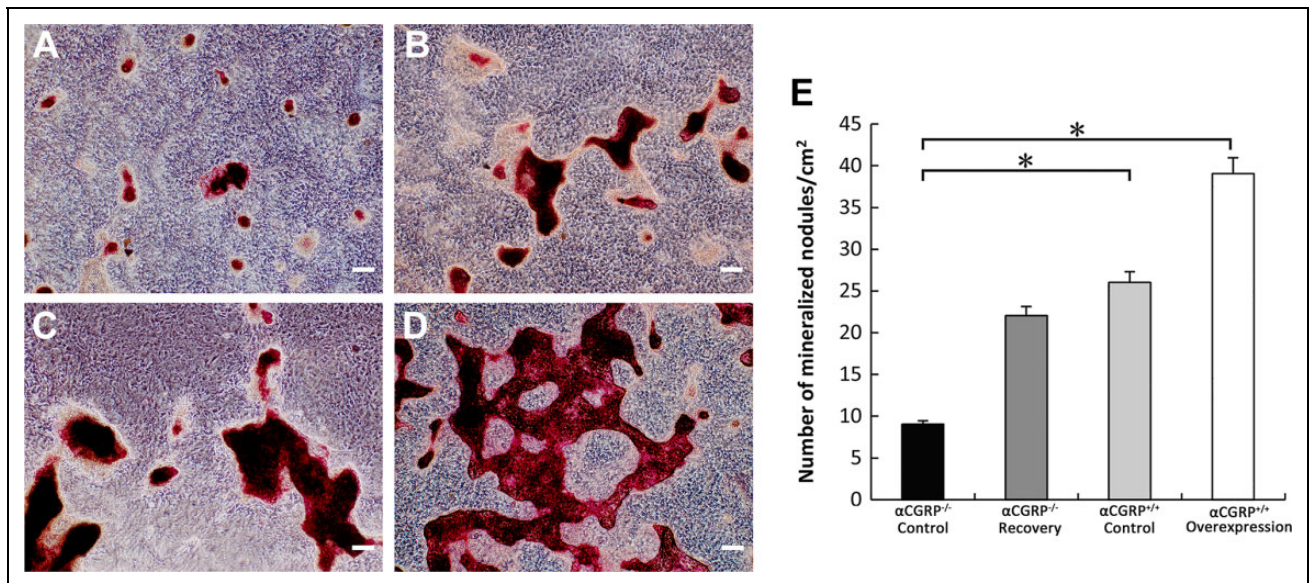 A
B
C
D
E
Number of mineralized nodules/cm²
45
40
35
30
25
20
15
10
5
0
*
*
αCGRP⁻/⁻
Control
αCGRP⁻/⁻
Recovery
αCGRP⁺/⁺
Control
αCGRP⁺/⁺
Overexpression